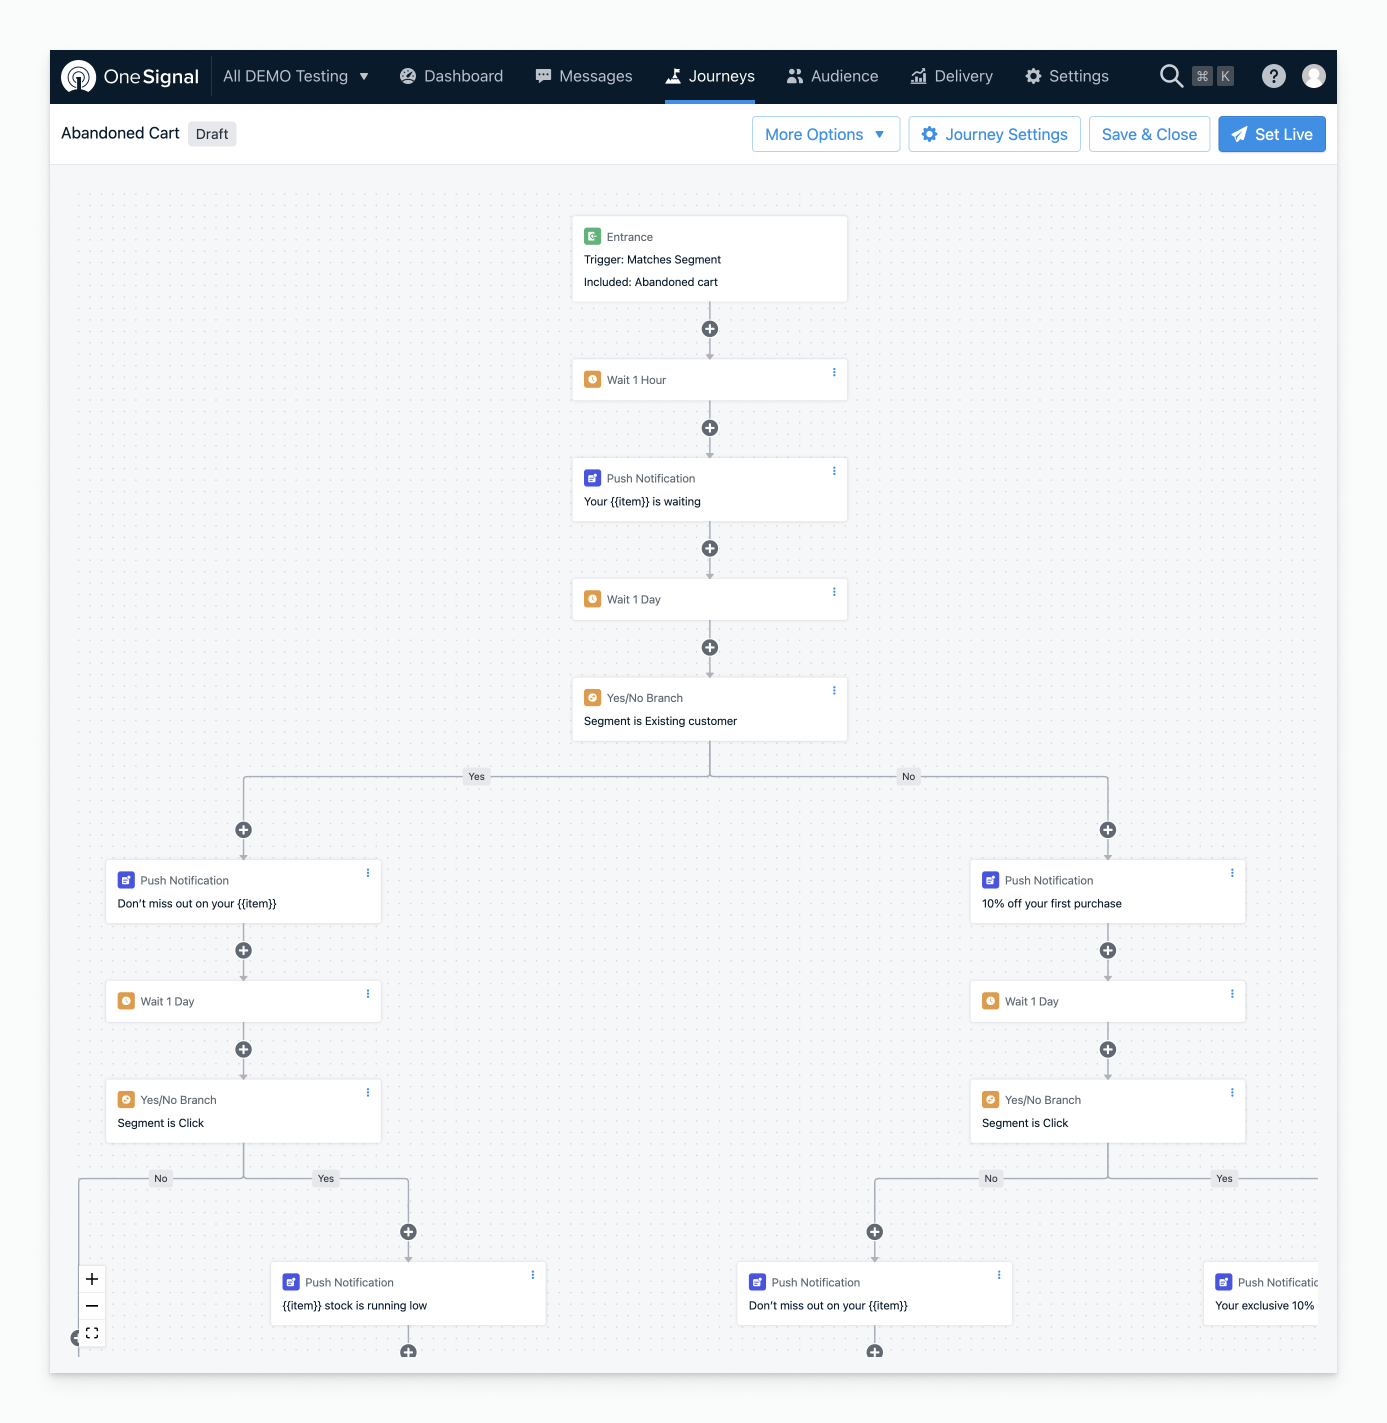 OneSignal
All DEMO Testing
Dashboard
Messages
Journeys
Audience
Delivery
Settings
⌘ K
?
Abandoned Cart
Draft
More Options
Journey Settings
Save & Close
Set Live
Entrance
Trigger: Matches Segment
Included: Abandoned cart
Wait 1 Hour
Push Notification
Your {{item}} is waiting
Wait 1 Day
Yes/No Branch
Segment is Existing customer
Yes
No
Push Notification
Don't miss out on your {{item}}
Push Notification
10% off your first purchase
Wait 1 Day
Wait 1 Day
Yes/No Branch
Segment is Click
Yes/No Branch
Segment is Click
No
Yes
No
Yes
Push Notification
{{item}} stock is running low
Push Notification
Don't miss out on your {{item}}
Push
Your exclusive 10%